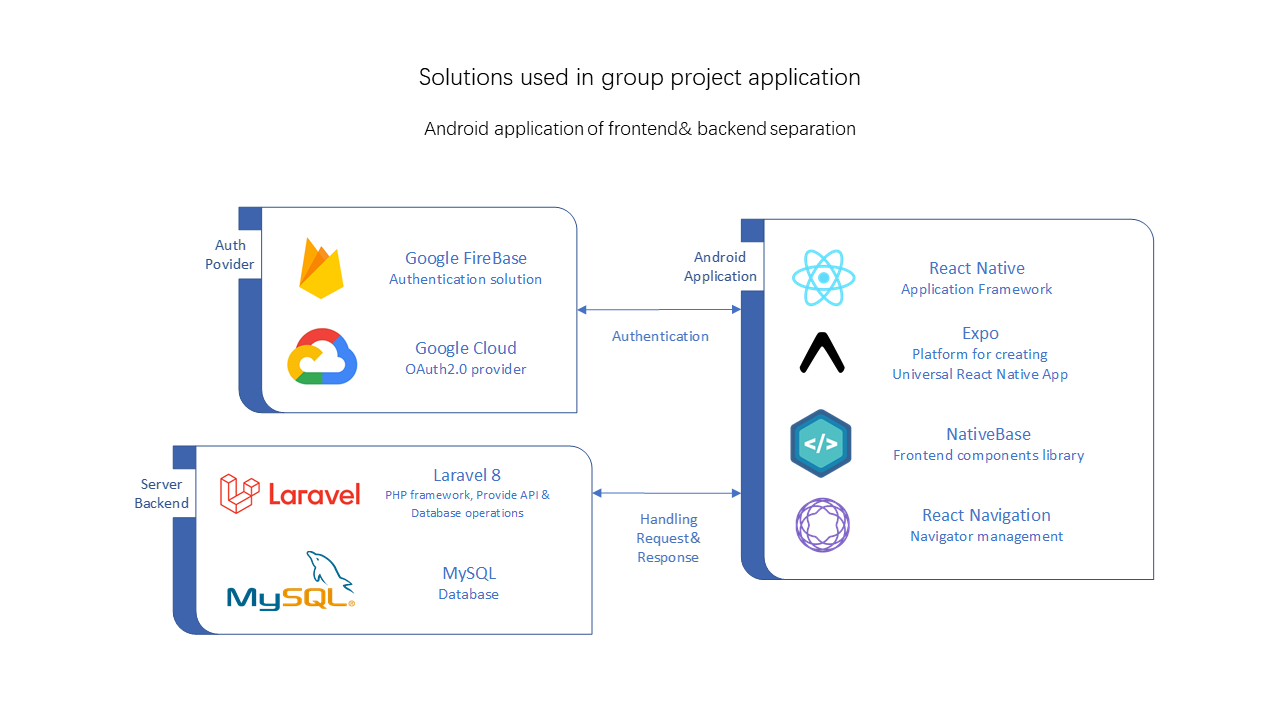 Solutions used in group project application
Android application of frontend& backend separation
Auth
Povider
Google FireBase
Authentication solution
Google Cloud
OAuth2.0 provider
Authentication
Server
Backend
Laravel
Laravel 8
PHP framework, Provide API &
Database operations
MySQL®
MySQL
Database
Handling
Request&
Response
Android
Application
React Native
Application Framework
Expo
Platform for creating
Universal React Native App
</>
NativeBase
Frontend components library
React Navigation
Navigator management